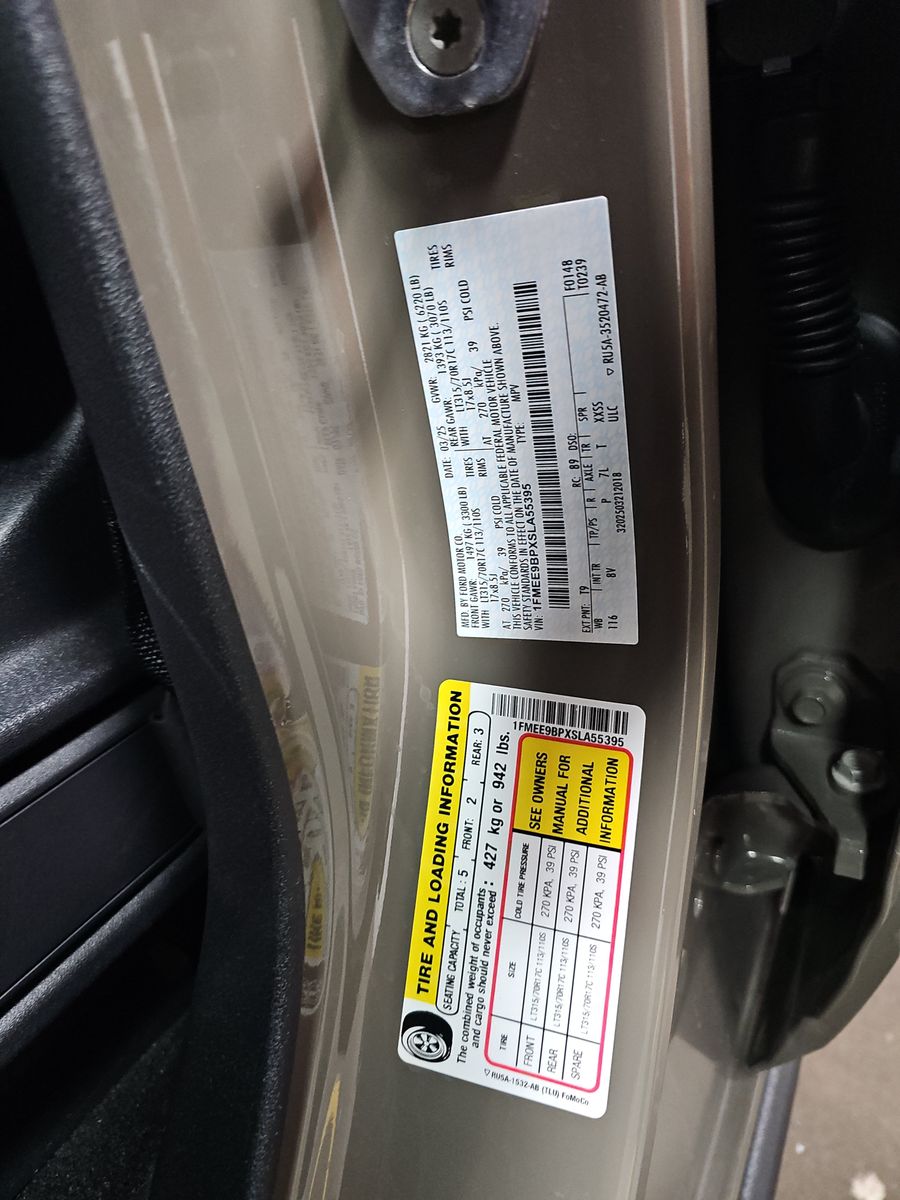 MFD. BY FORD MOTOR CO.
DATE: 03/25 GVWR: 2821 KG ( 6220 LB)
FRONT GAWR: 1497 KG ( 3300 LB) REAR GAWR: 1393 KG ( 3070 LB)
WITH LT315/70R17C 113/110S TIRES WITH LT315/70R17C 113/110S TIRES
17x8.5J RIMS 17x8.5J RIMS
AT 270 kPa/ 39 PSI COLD AT 270 kPa/ 39 PSI COLD
THIS VEHICLE CONFORMS TO ALL APPLICABLE FEDERAL MOTOR VEHICLE
SAFETY STANDARDS IN EFFECT ON THE DATE OF MANUFACTURE SHOWN ABOVE.
VIN: 1FMEE9BPXSLA55395 TYPE: MPV
F0148
T0239
EXT PNT: T9 RC: 89 DSO:
WB INT TR TP/PS R AXLE TR SPR
116 8V P 7L T XXSS
3202503212018 ULC
▽ RU5A-3520472-AB
TIRE AND LOADING INFORMATION
SEATING CAPACITY TOTAL: 5 FRONT: 2 REAR: 3
The combined weight of occupants
and cargo should never exceed : 427 kg or 942 lbs.
1FMEE9BPXSLA55395
TIRE SIZE COLD TIRE PRESSURE
FRONT LT315/70R17C 113/110S 270 KPA, 39 PSI
REAR LT315/70R17C 113/110S 270 KPA, 39 PSI
SPARE LT315/70R17C 113/110S 270 KPA, 39 PSI
SEE OWNERS
MANUAL FOR
ADDITIONAL
INFORMATION
▽ RU5A-1532-AB (TLU) FoMoCo